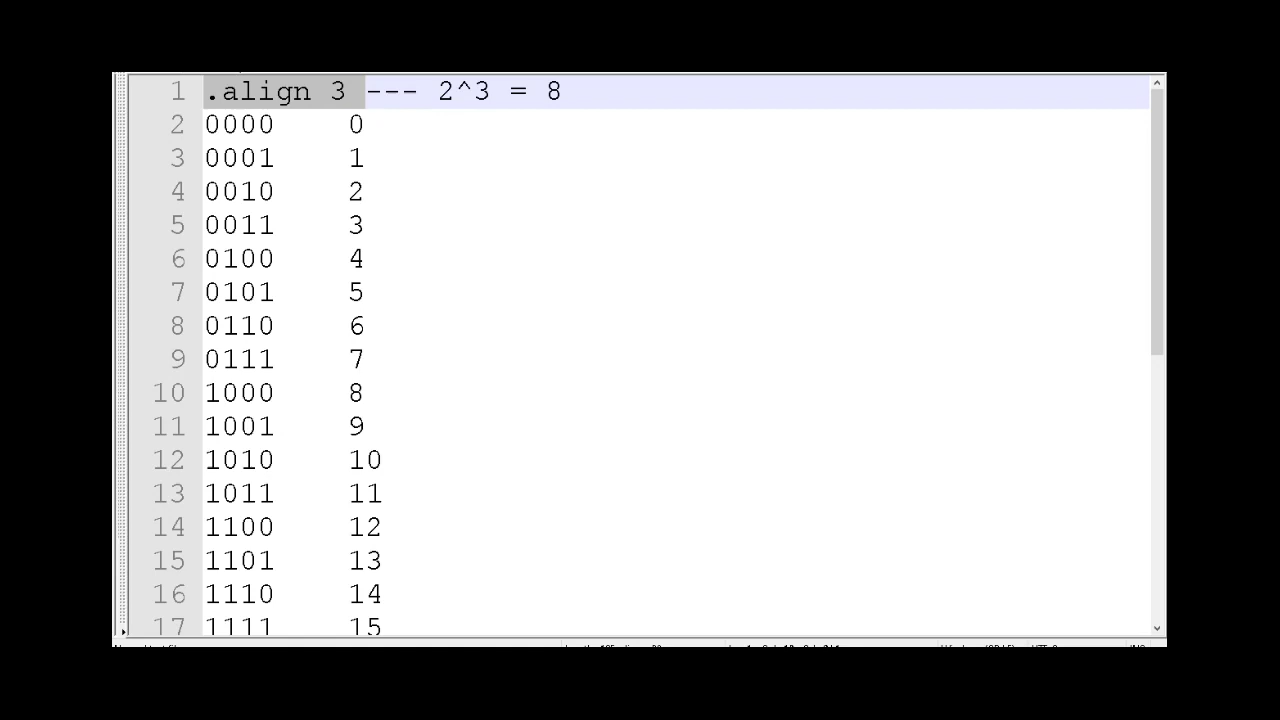 1 .align 3 --- 2^3 = 8
2 0000 0
3 0001 1
4 0010 2
5 0011 3
6 0100 4
7 0101 5
8 0110 6
9 0111 7
10 1000 8
11 1001 9
12 1010 10
13 1011 11
14 1100 12
15 1101 13
16 1110 14
17 1111 15